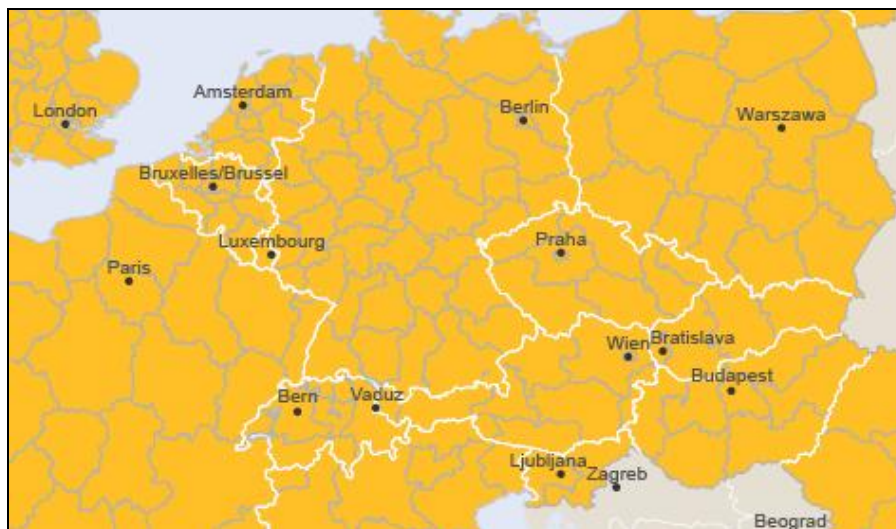 Amsterdam
London
Berlin
Warszawa
Bruxelles/Brussel
Luxembourg
Praha
Paris
Wien
Bratislava
Budapest
Bern
Vaduz
Ljubljana
Zagreb
Beograd